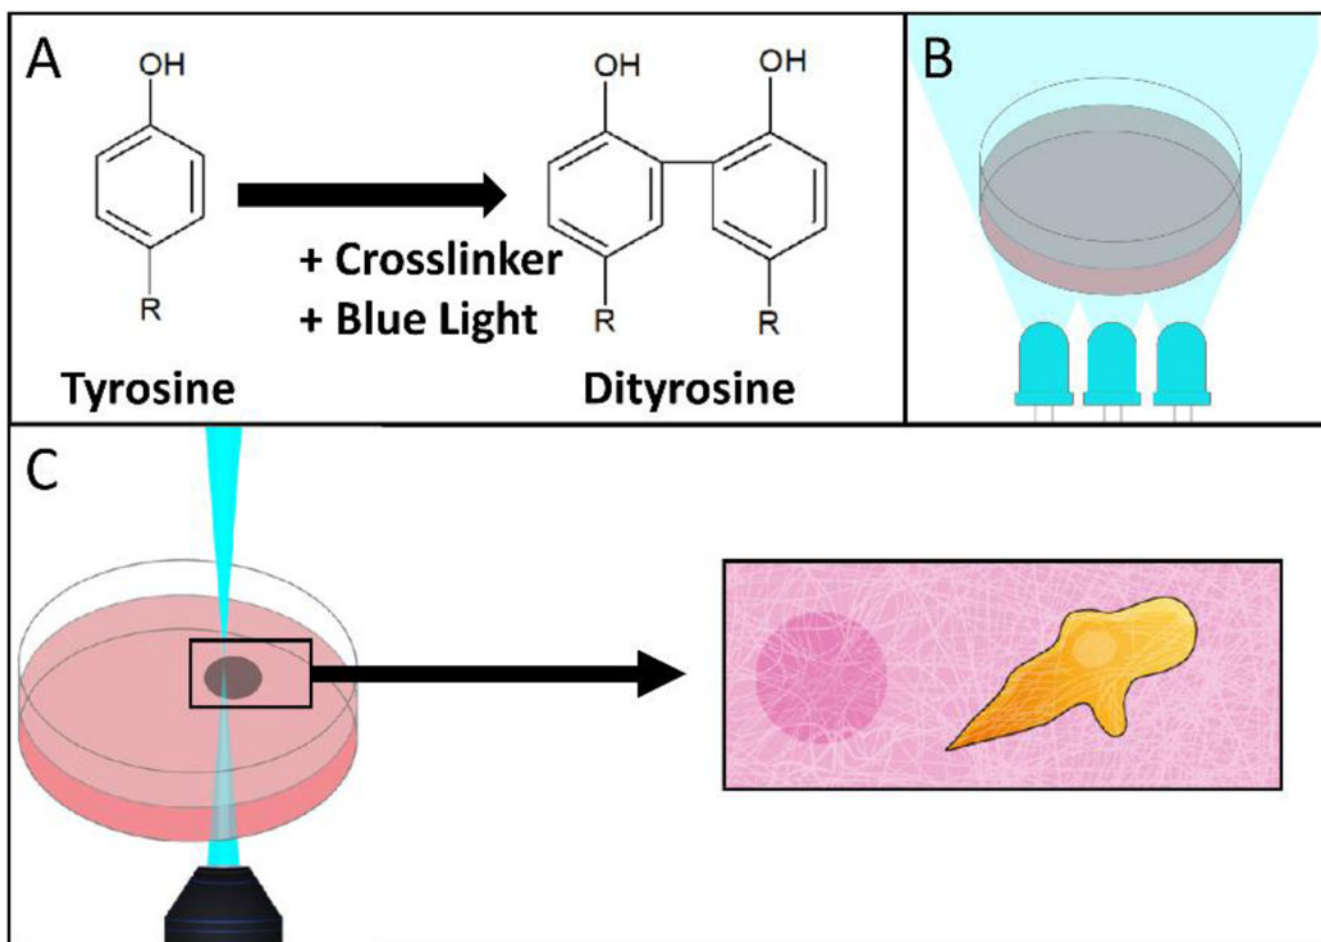 A
OH
R
Tyrosine
+ Crosslinker
+ Blue Light
OH OH
R R
Dityrosine
B
C